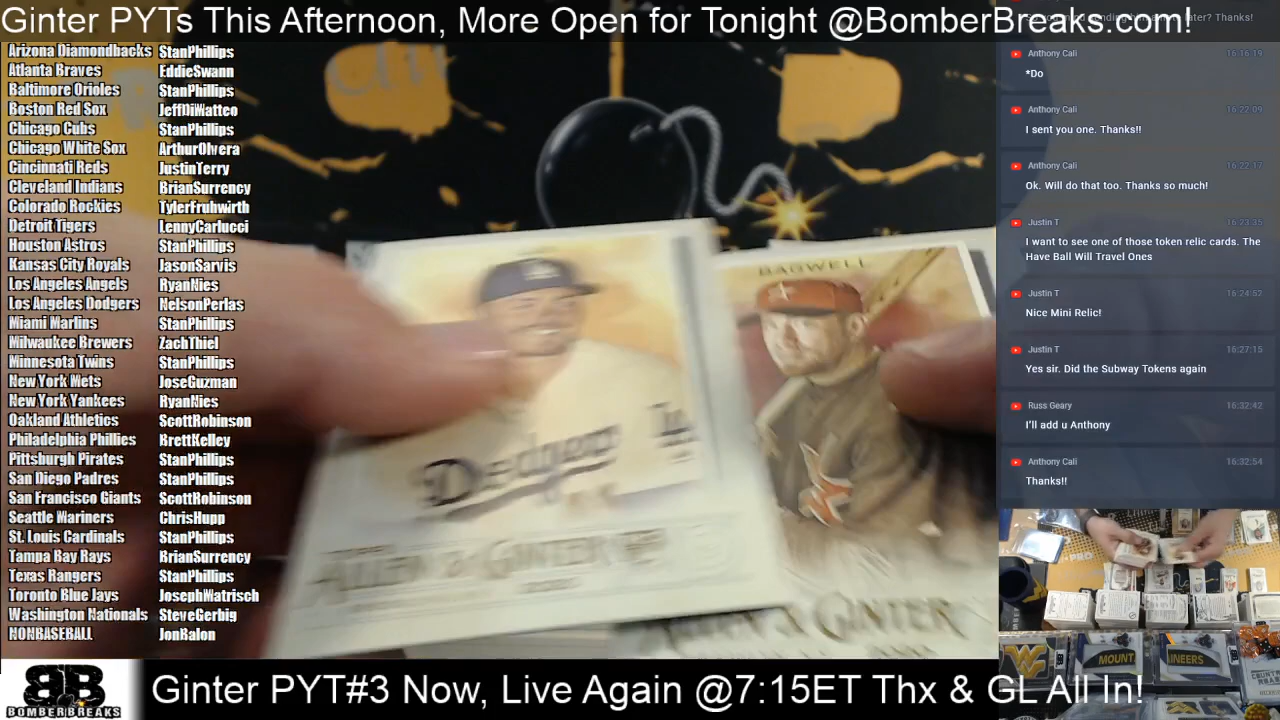 Ginter PYTs This Afternoon, More Open for Tonight @BomberBreaks.com!
Arizona Diamondbacks StanPhillips
Atlanta Braves EddieSwann
Baltimore Orioles StanPhillips
Boston Red Sox JeffDiMatteo
Chicago Cubs StanPhillips
Chicago White Sox ArthurOlvera
Cincinnati Reds JustinTerry
Cleveland Indians BrianSurrency
Colorado Rockies TylerFruhwirth
Detroit Tigers LennyCarlucci
Houston Astros StanPhillips
Kansas City Royals JasonSarvis
Los Angeles Angels RyanNies
Los Angeles Dodgers NelsonPerlas
Miami Marlins StanPhillips
Milwaukee Brewers ZachThiel
Minnesota Twins StanPhillips
New York Mets JoseGuzman
New York Yankees RyanNies
Oakland Athletics ScottRobinson
Philadelphia Phillies BrettKelley
Pittsburgh Pirates StanPhillips
San Diego Padres StanPhillips
San Francisco Giants ScottRobinson
Seattle Mariners ChrisHupp
St. Louis Cardinals StanPhillips
Tampa Bay Rays BrianSurrency
Texas Rangers StanPhillips
Toronto Blue Jays JosephWatrisch
Washington Nationals SteveGerbig
NONBASEBALL JonBalon
BAGWELL
LA
Dodgers
ALLEN & GINTER
ALLEN & GINTER
later? Thanks!
Anthony Cali 16:16:19
*Do
Anthony Cali 16:22:09
I sent you one. Thanks!!
Anthony Cali 16:22:17
Ok. Will do that too. Thanks so much!
Justin T 16:23:35
I want to see one of those token relic cards. The
Have Ball Will Travel Ones
Justin T 16:24:52
Nice Mini Relic!
Justin T 16:27:15
Yes sir. Did the Subway Tokens again
Russ Geary 16:32:42
I'll add u Anthony
Anthony Cali 16:32:54
Thanks!!
MOUNT
INEERS
BB
BOMBERBREAKS
Ginter PYT#3 Now, Live Again @7:15ET Thx & GL All In!